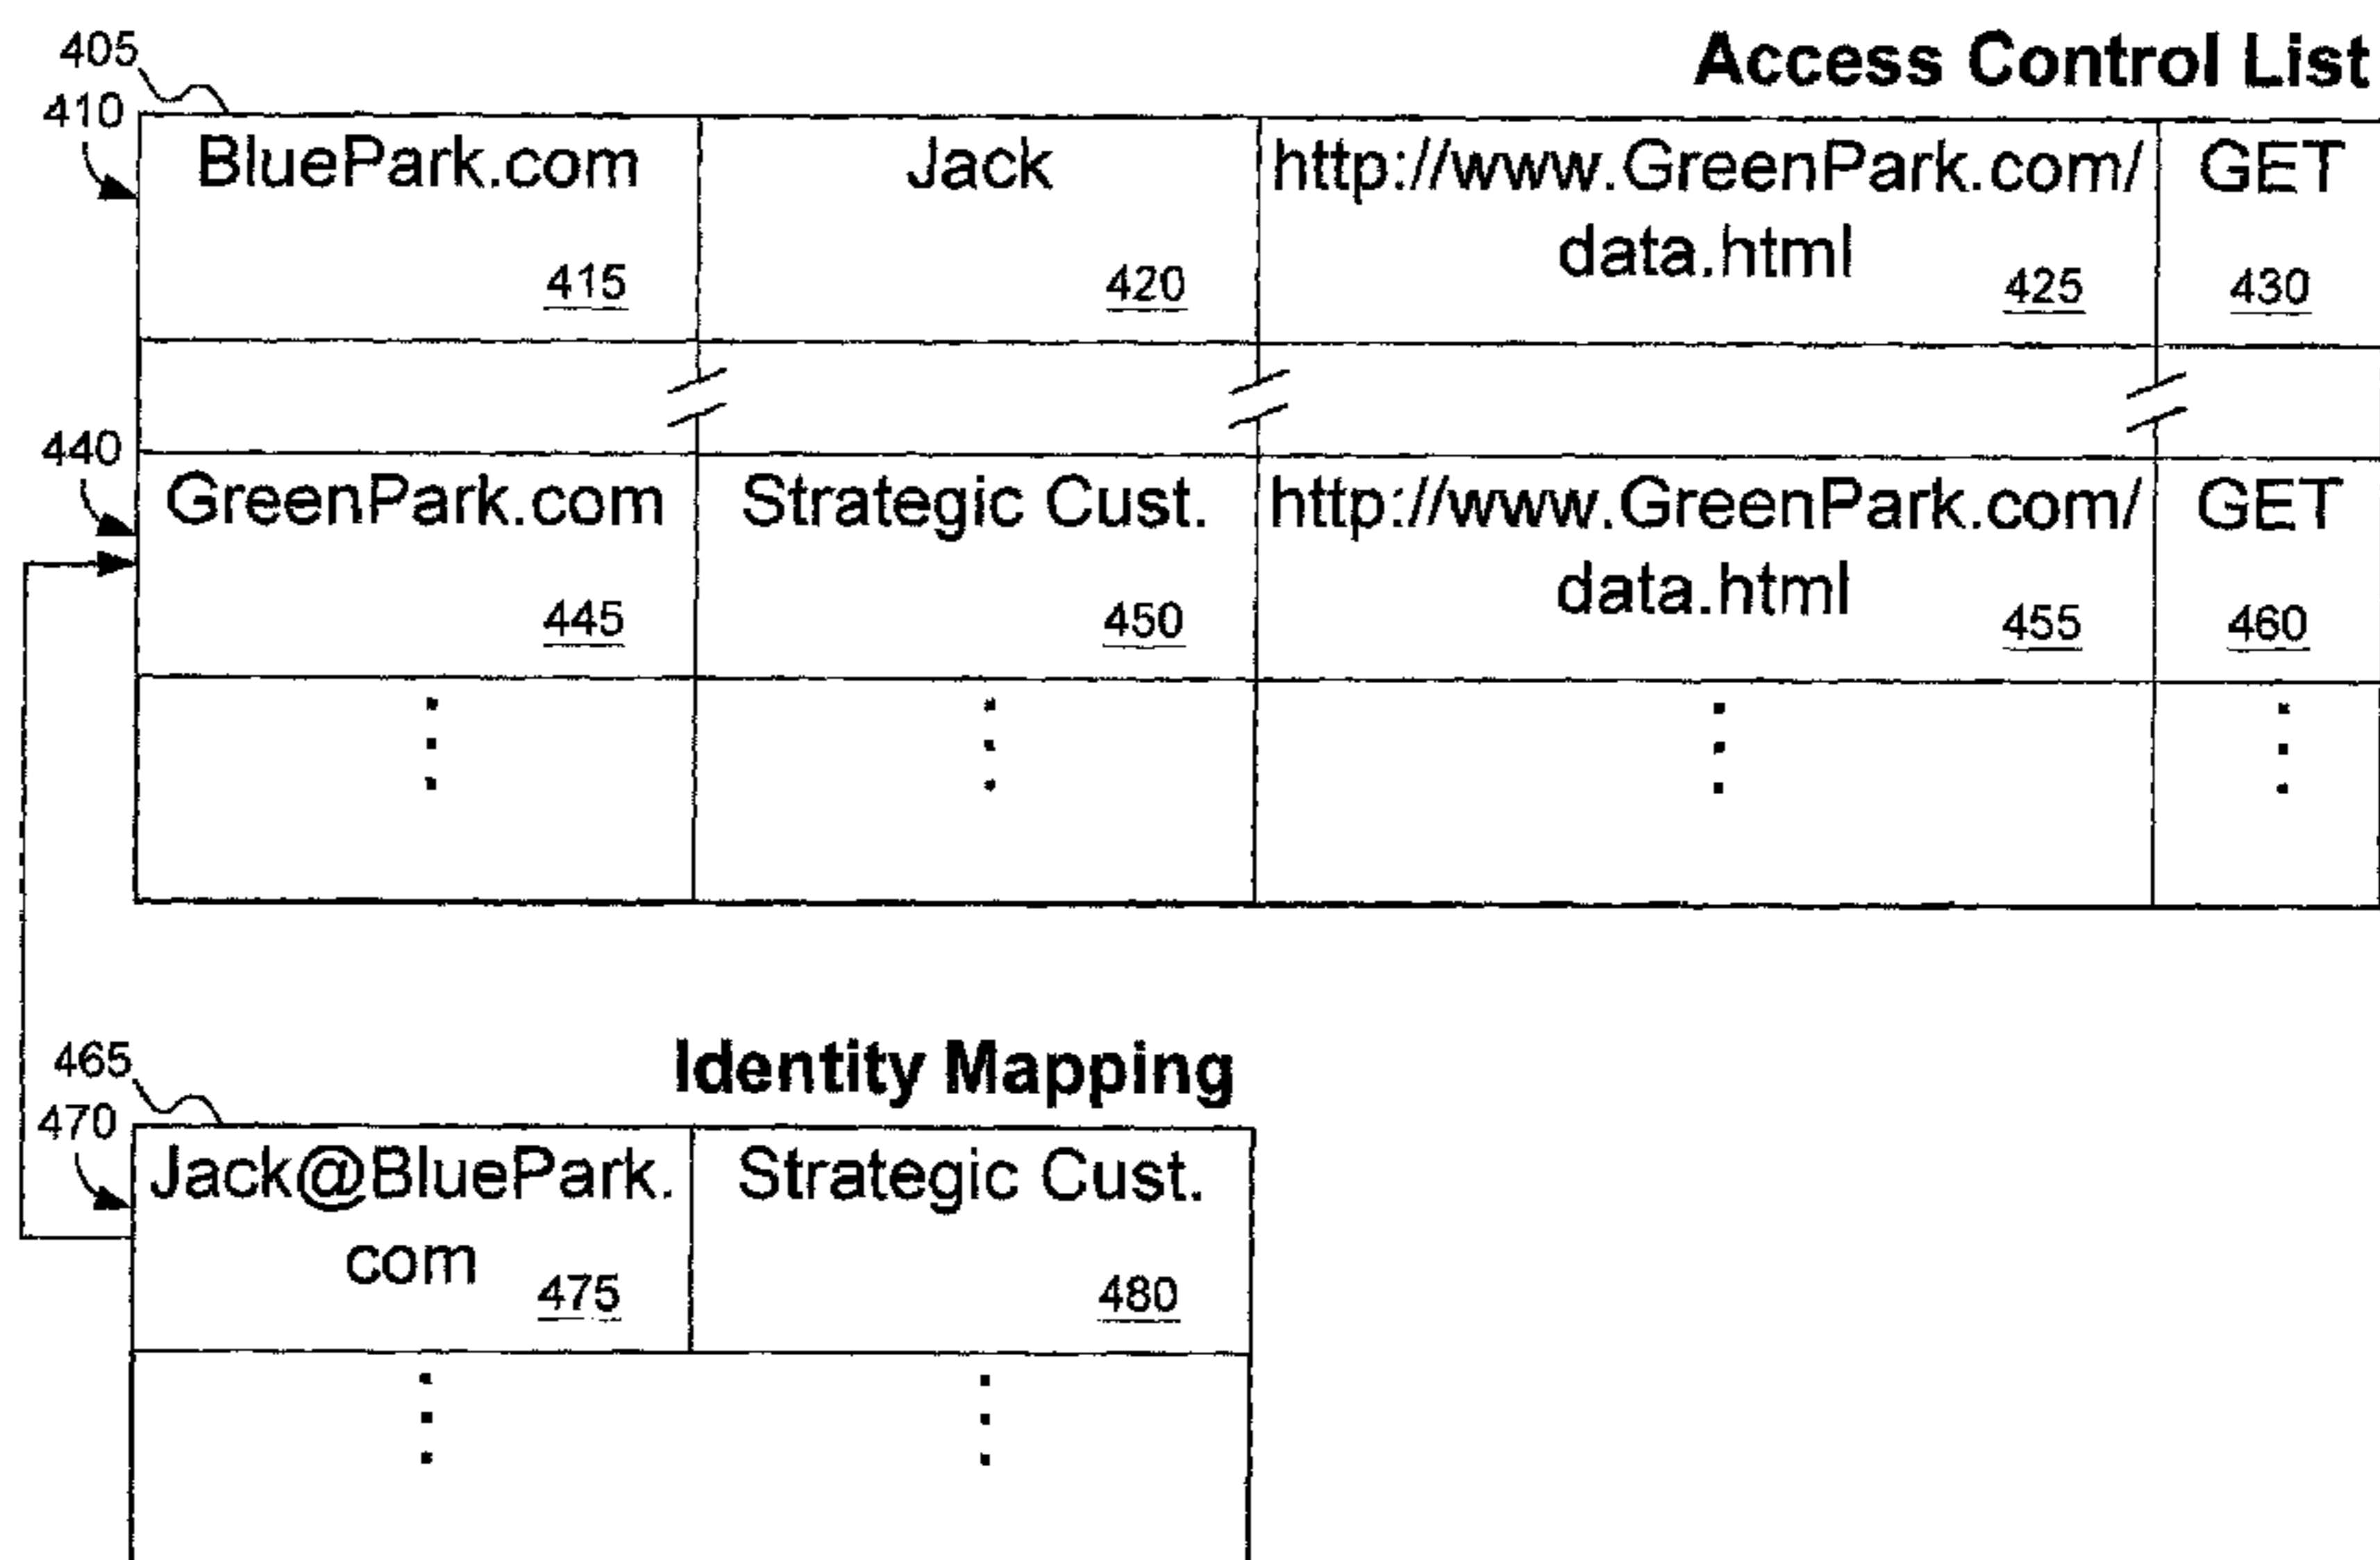 Access Control List
405
410
BluePark.com Jack http://www.GreenPark.com/ GET
data.html
415 420 425 430
440
GreenPark.com Strategic Cust. http://www.GreenPark.com/ GET
data.html
445 450 455 460
Identity Mapping
465
470
Jack@BluePark. Strategic Cust.
com
475 480